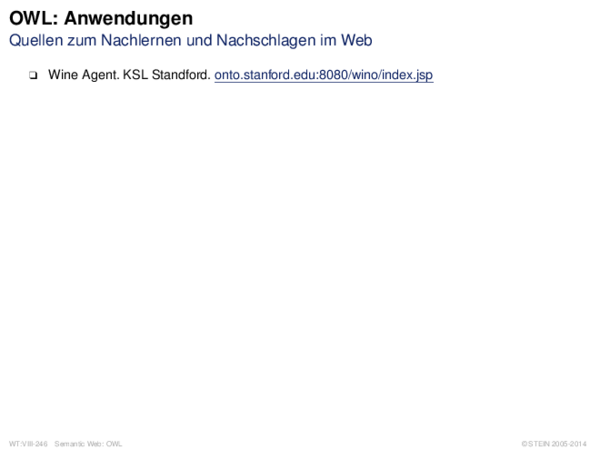 OWL: Anwendungen
Quellen zum Nachlernen und Nachschlagen im Web
❑ Wine Agent. KSL Standford. onto.stanford.edu:8080/wino/index.jsp
WT:VIII-246 Semantic Web: OWL © STEIN 2005-2014